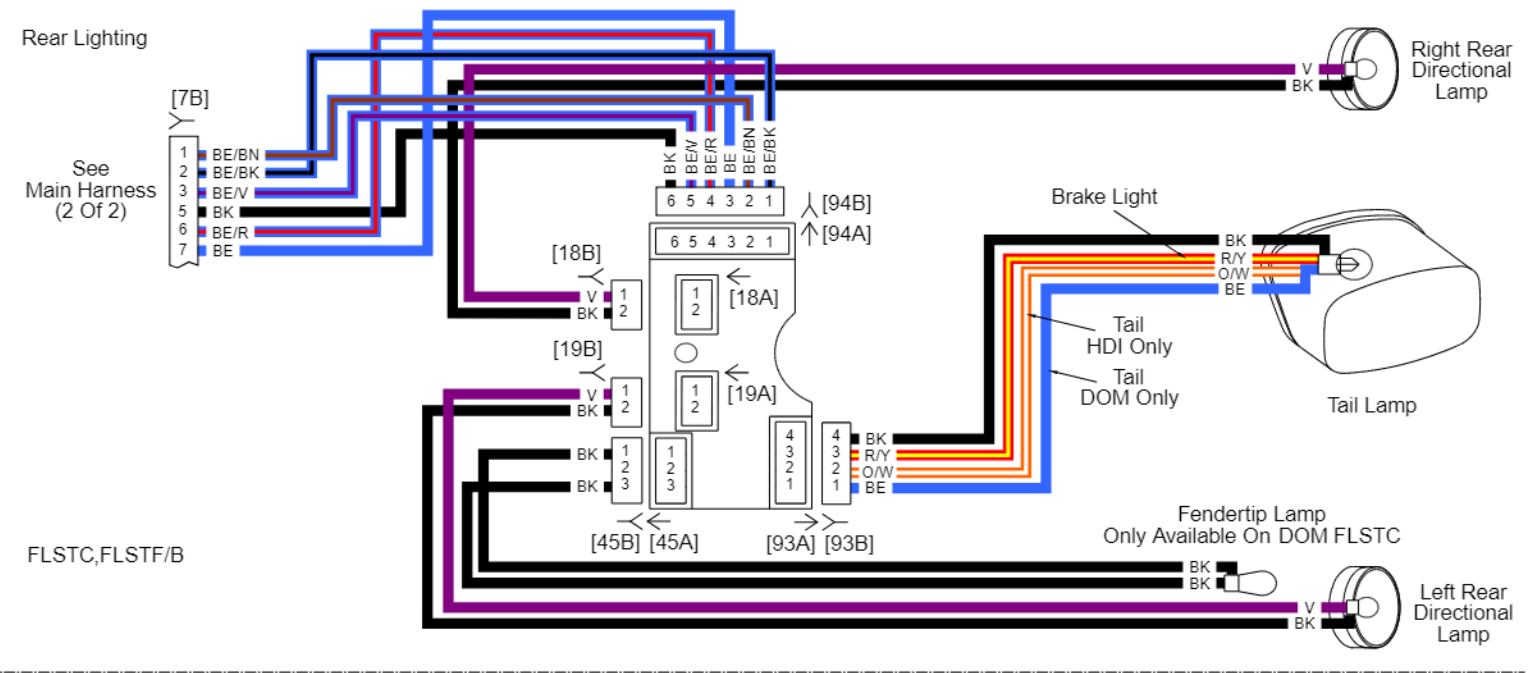 Rear Lighting
[7B]
See
Main Harness
(2 Of 2)
1 BE/BN
2 BE/BK
3 BE/V
5 BK
6 BE/R
7 BE
BK BE/V BE/R BE BE/BN BE/BK
6 5 4 3 2 1
[94B]
6 5 4 3 2 1
[94A]
V
BK
Right Rear
Directional
Lamp
[18B]
V 1
BK 2
1
2
[18A]
[19B]
V 1
BK 2
1
2
[19A]
BK 1
2
BK 3
1
2
3
[45B] [45A]
4
3
2
1
4 BK
3 R/Y
2 O/W
1 BE
[93A] [93B]
Brake Light
BK
R/Y
O/W
BE
Tail
HDI Only
Tail
DOM Only
Tail Lamp
Fendertip Lamp
Only Available On DOM FLSTC
BK
BK
V
BK
Left Rear
Directional
Lamp
FLSTC,FLSTF/B